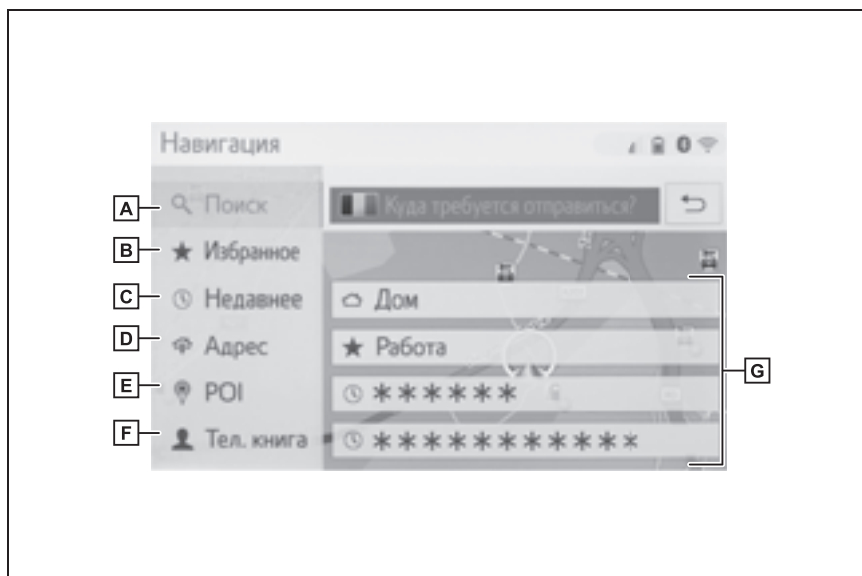 Навигация
A
Поиск
Куда требуется отправиться?
B
Избранное
C
Недавнее
Дом
D
Адрес
Работа
E
POI
******
G
F
Тел. книга
***********